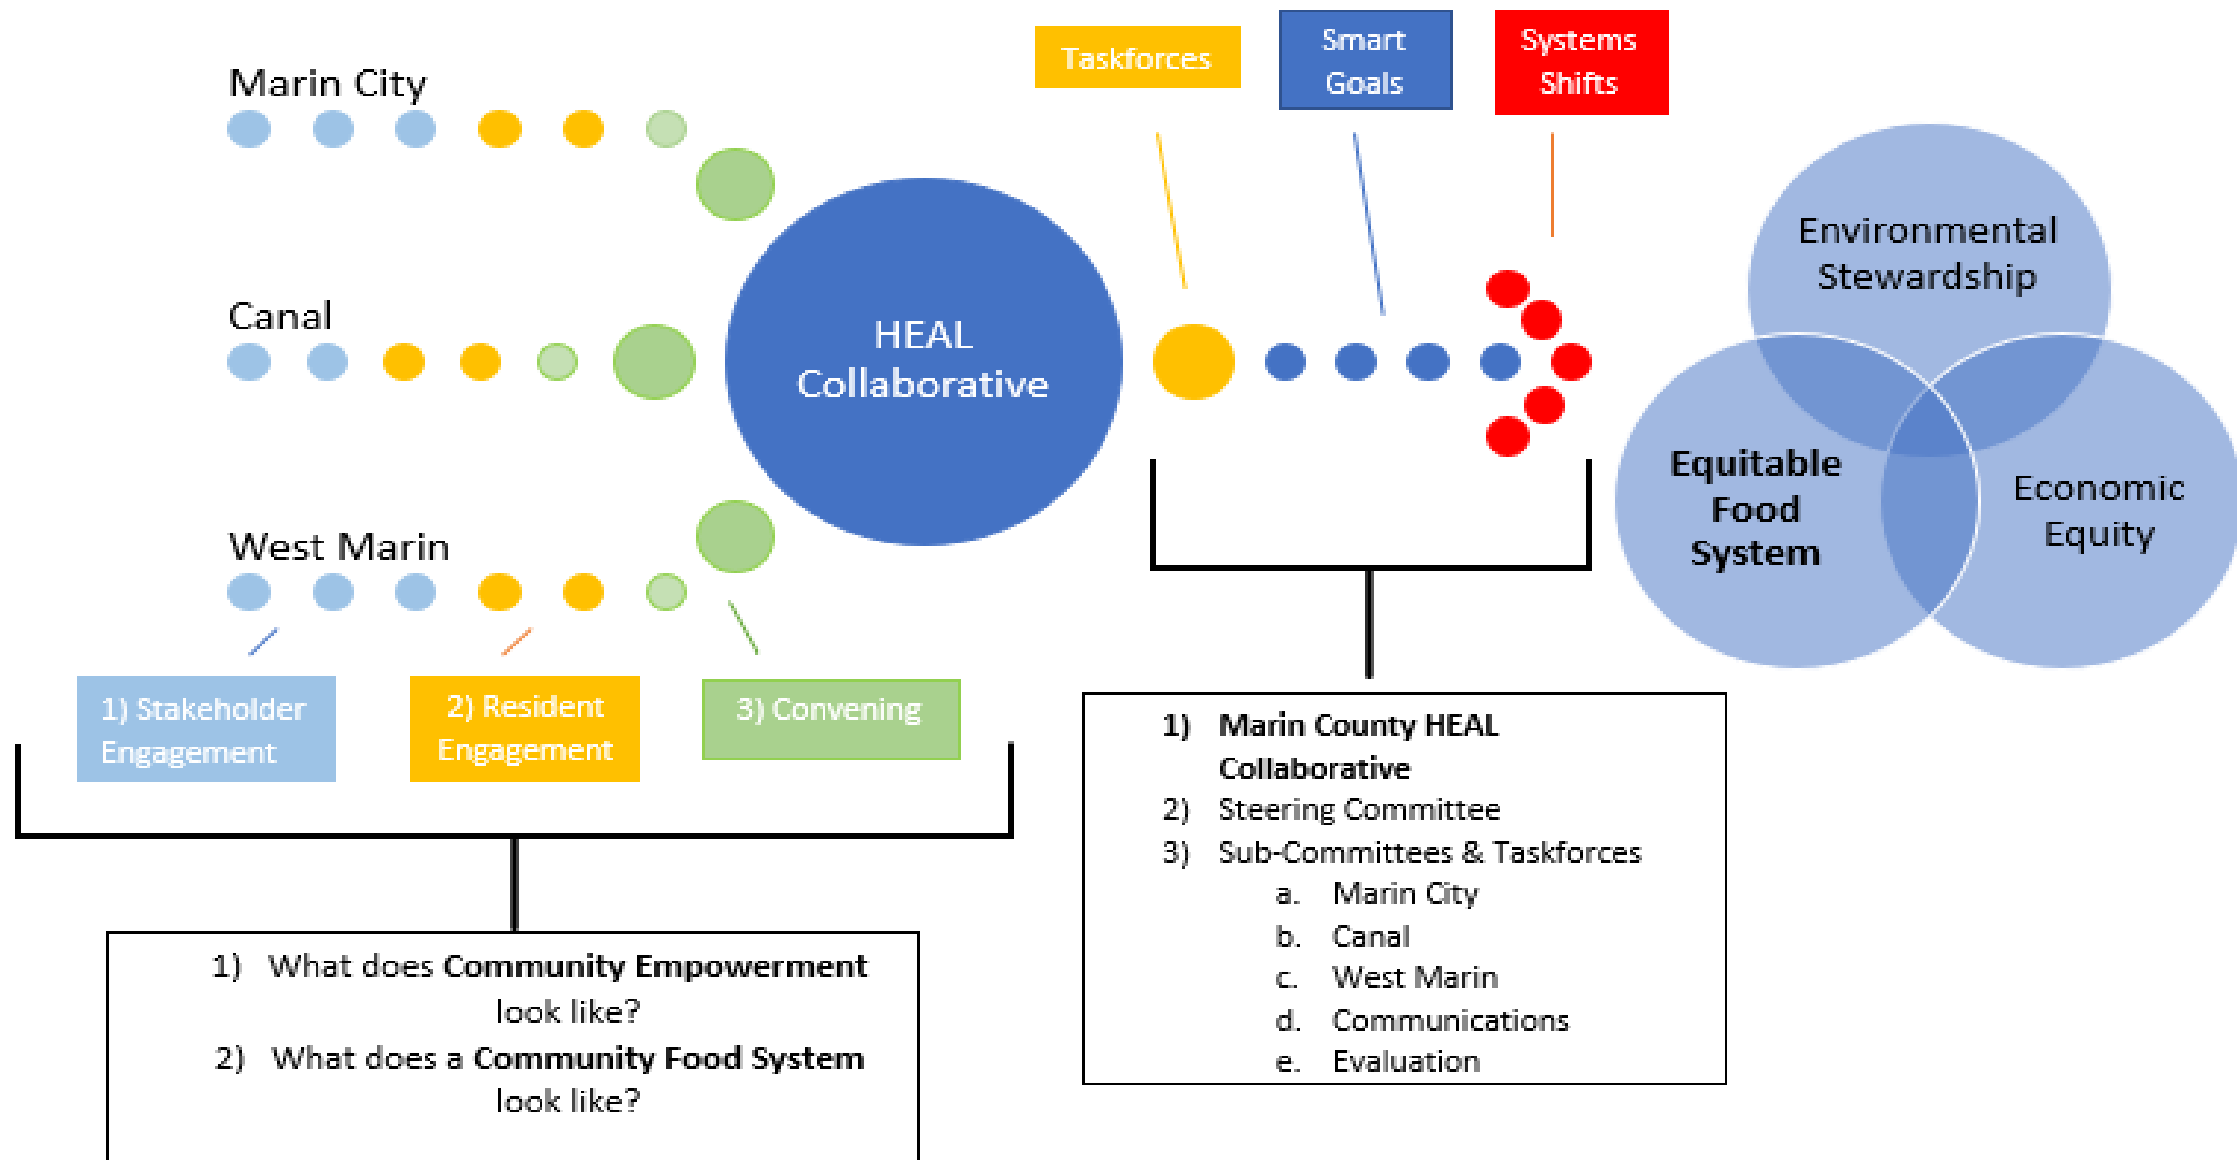 Taskforces
Smart
Goals
Systems
Shifts
Marin City
Canal
West Marin
HEAL
Collaborative
Environmental
Stewardship
Equitable
Food
System
Economic
Equity
1) Stakeholder
Engagement
2) Resident
Engagement
3) Convening
1) What does Community Empowerment
look like?
2) What does a Community Food System
look like?
1) Marin County HEAL
Collaborative
2) Steering Committee
3) Sub-Committees & Taskforces
a. Marin City
b. Canal
c. West Marin
d. Communications
e. Evaluation